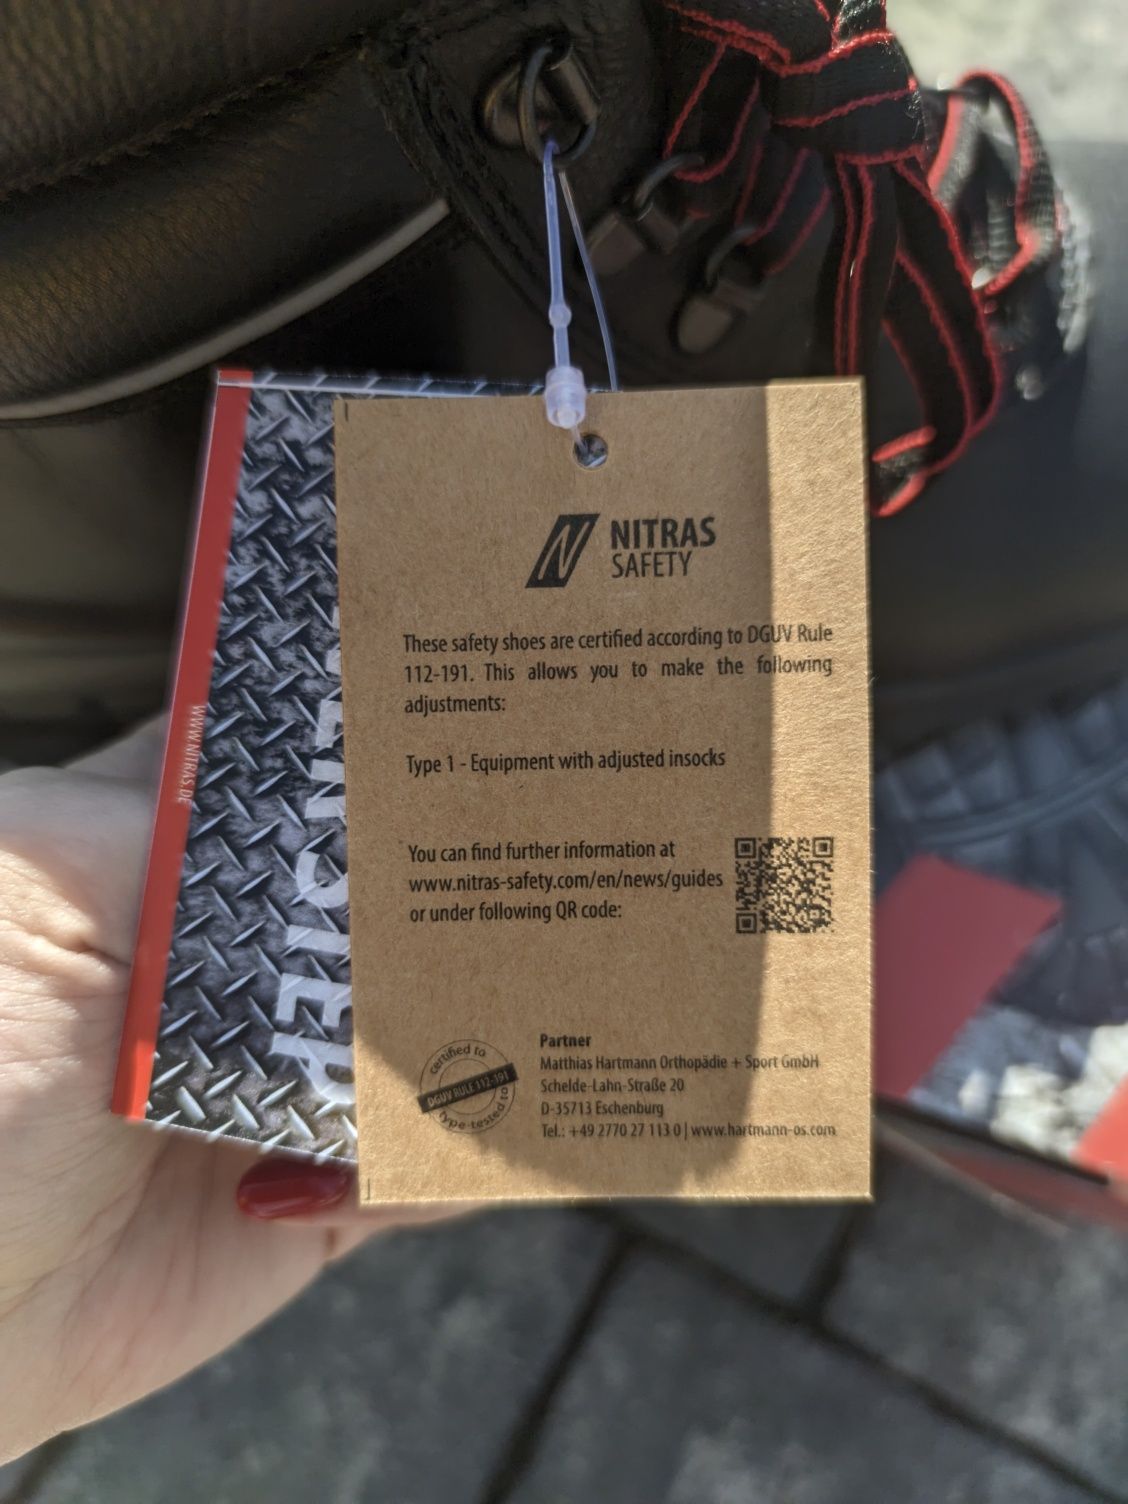 NITRAS
SAFETY
These safety shoes are certified according to DGUV Rule
112-191. This allows you to make the following
adjustments:
Type 1 - Equipment with adjusted insocks
You can find further information at
www.nitras-safety.com/en/news/guides
or under following QR code:
certified to
DGUV RULE 112-191
type-tested to
Partner
Matthias Hartmann Orthopädie + Sport GmbH
Schelde-Lahn-Straße 20
D-35713 Eschenburg
Tel.: +49 2770 27 113 0 | www.hartmann-os.com
WWW.NITRAS.DE